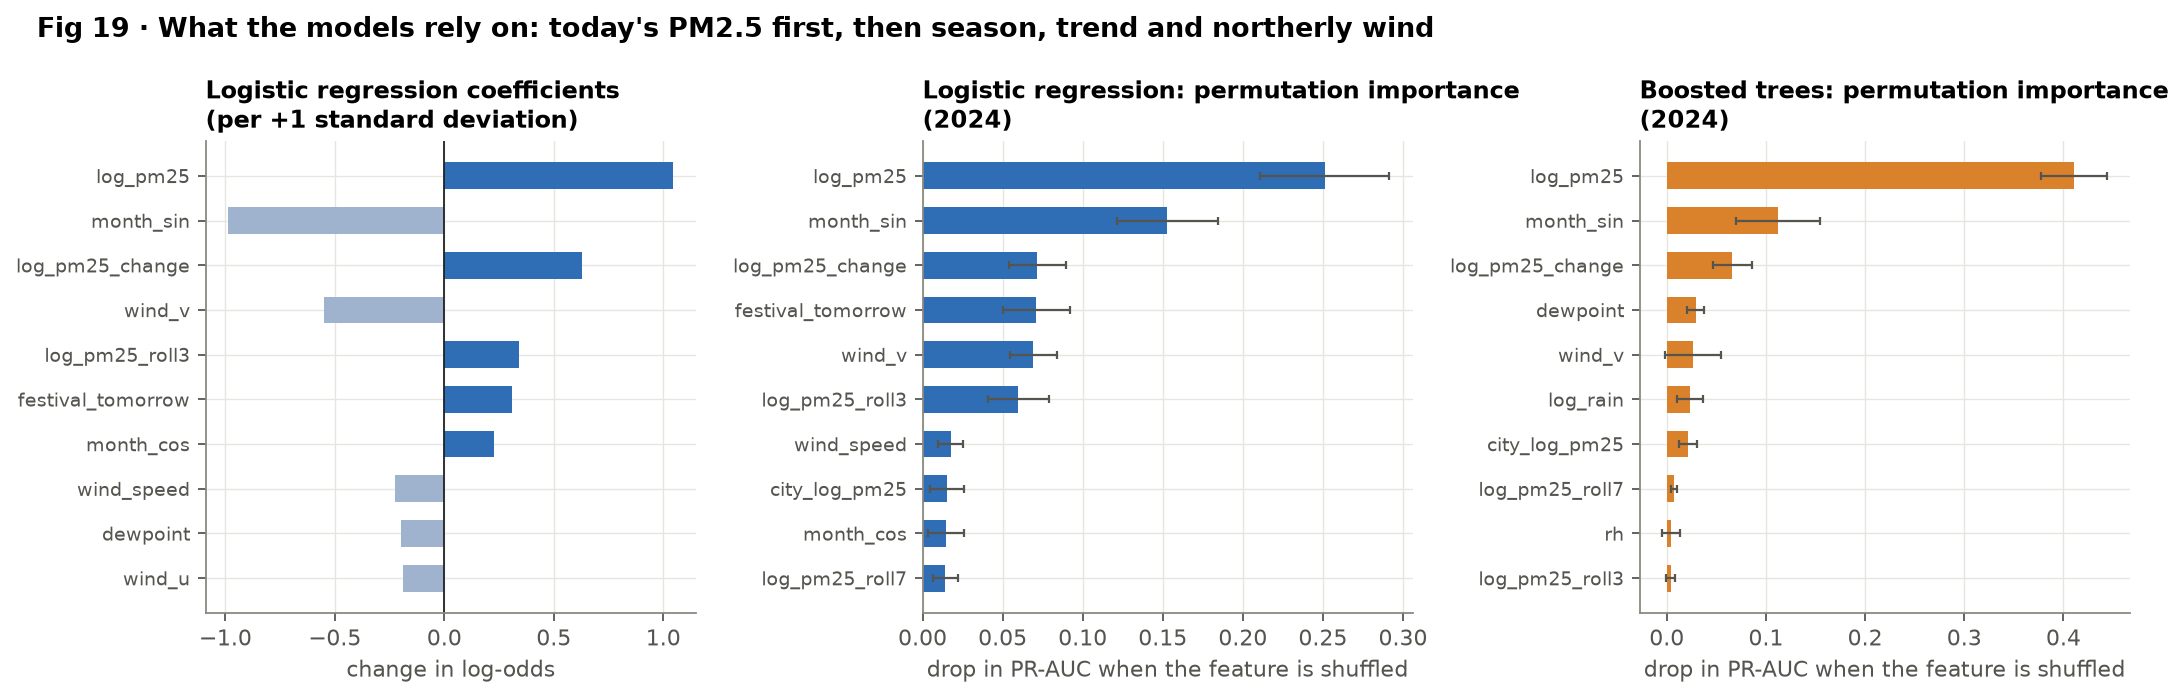 Fig 19 · What the models rely on: today's PM2.5 first, then season, trend and northerly wind
Logistic regression coefficients
(per +1 standard deviation)
log_pm25
month_sin
log_pm25_change
wind_v
log_pm25_roll3
festival_tomorrow
month_cos
wind_speed
dewpoint
wind_u
−1.0 −0.5 0.0 0.5 1.0
change in log-odds
Logistic regression: permutation importance
(2024)
log_pm25
month_sin
log_pm25_change
festival_tomorrow
wind_v
log_pm25_roll3
wind_speed
city_log_pm25
month_cos
log_pm25_roll7
0.00 0.05 0.10 0.15 0.20 0.25 0.30
drop in PR-AUC when the feature is shuffled
Boosted trees: permutation importance
(2024)
log_pm25
month_sin
log_pm25_change
dewpoint
wind_v
log_rain
city_log_pm25
log_pm25_roll7
rh
log_pm25_roll3
0.0 0.1 0.2 0.3 0.4
drop in PR-AUC when the feature is shuffled